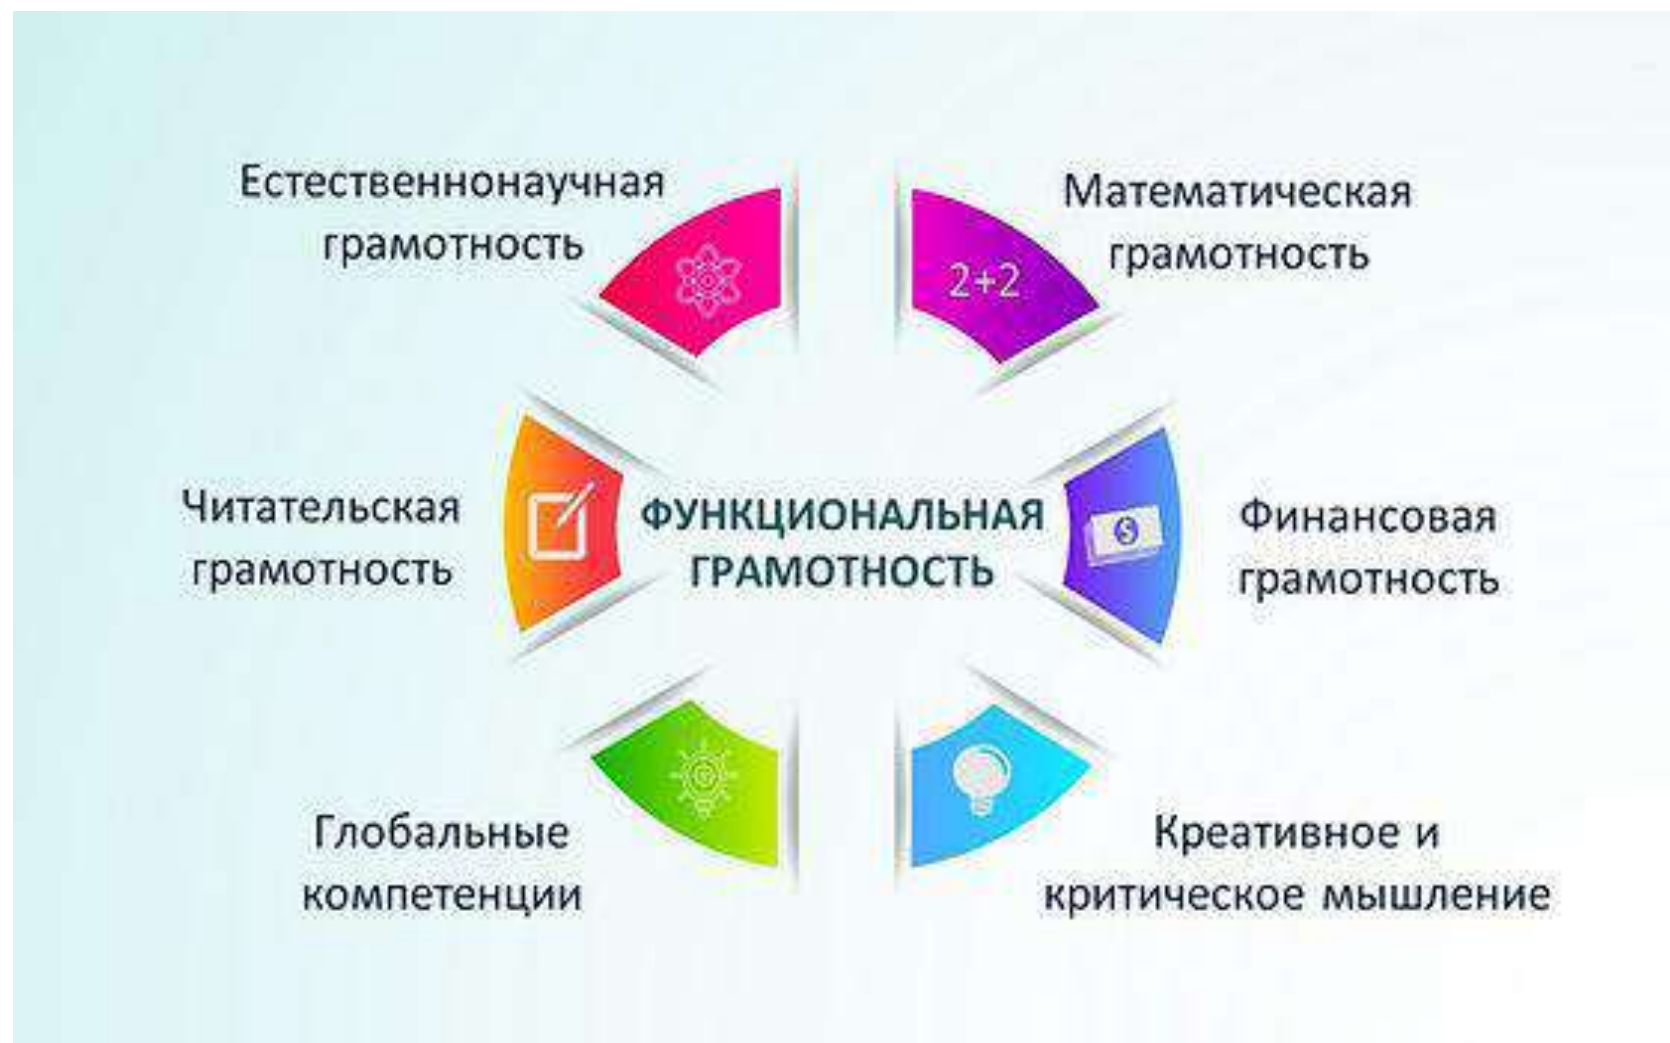 Естественнонаучная
грамотность
Математическая
грамотность
2+2
Читательская
грамотность
ФУНКЦИОНАЛЬНАЯ
ГРАМОТНОСТЬ
$
Финансовая
грамотность
Глобальные
компетенции
Креативное и
критическое мышление